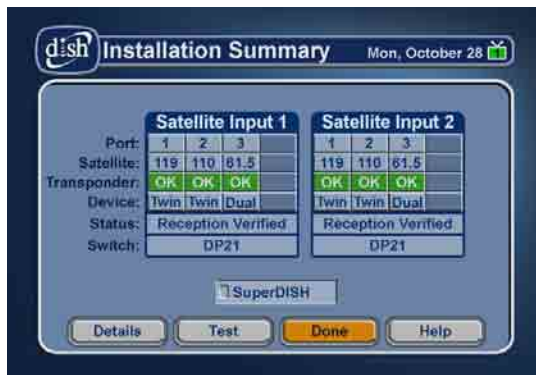 dish Installation Summary Mon, October 28 1
Satellite Input 1 Satellite Input 2
Port: 1 2 3 1 2 3
Satellite: 119 110 61.5 119 110 61.5
Transponder: OK OK OK OK OK OK
Device: Twin Twin Dual Twin Twin Dual
Status: Reception Verified Reception Verified
Switch: DP21 DP21
SuperDISH
Details Test Done Help